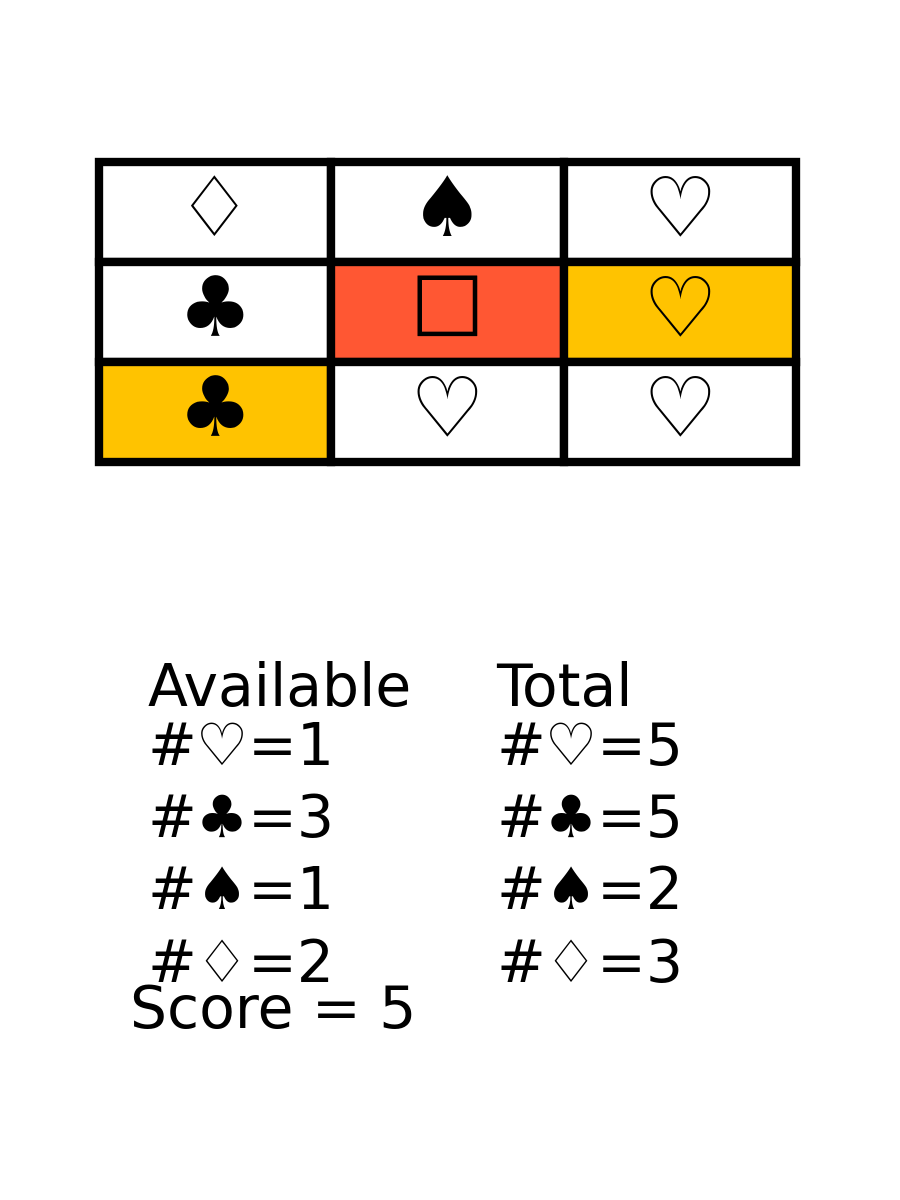 ♢ ♠ ♡
♣ □ ♡
♣ ♡ ♡
Available Total
#♡=1 #♡=5
#♣=3 #♣=5
#♠=1 #♠=2
#♢=2 #♢=3
Score = 5